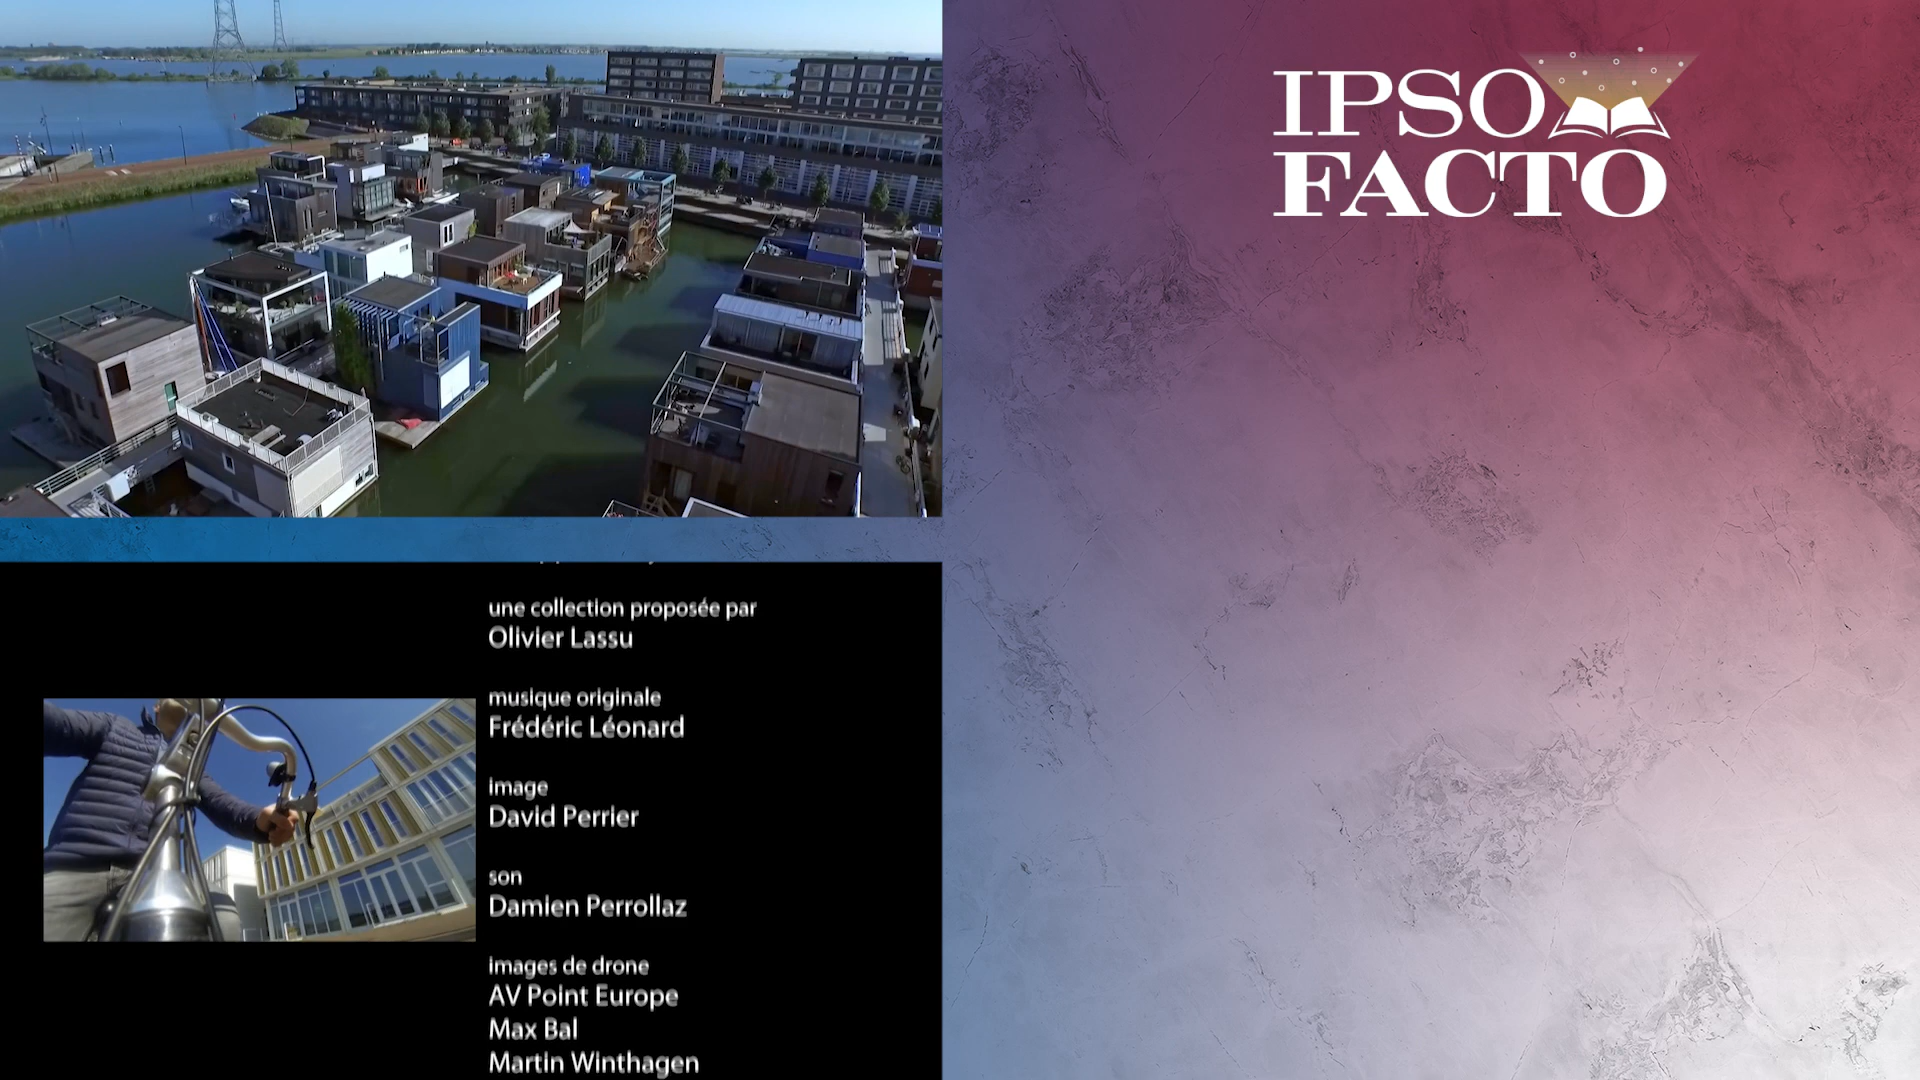 IPSO
FACTO
une collection proposée par
Olivier Lassu
musique originale
Frédéric Léonard
image
David Perrier
son
Damien Perrollaz
images de drone
AV Point Europe
Max Bal
Martin Winthagen